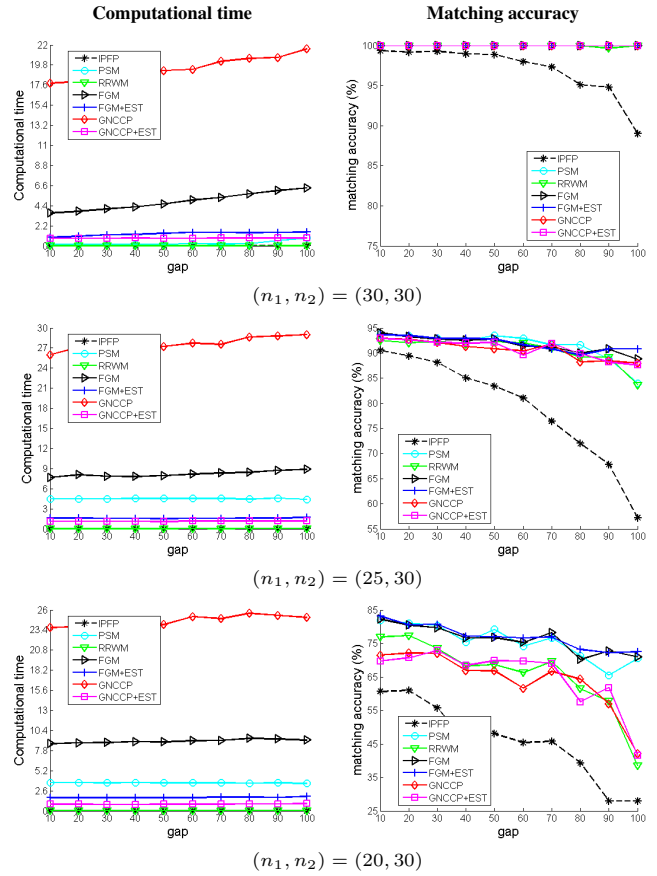 Computational time
Matching accuracy
Computational time
22
19.8
17.6
15.4
13.2
11
8.8
6.6
4.4
2.2
0
IPFP
PSM
RRWM
FGM
FGM+EST
GNCCP
GNCCP+EST
10 20 30 40 50 60 70 80 90 100
gap
matching accuracy (%)
100
95
90
85
80
75
IPFP
PSM
RRWM
FGM
FGM+EST
GNCCP
GNCCP+EST
10 20 30 40 50 60 70 80 90 100
gap
(n₁, n₂) = (30, 30)
Computational time
30
27
24
21
18
15
12
9
6
3
0
IPFP
PSM
RRWM
FGM
FGM+EST
GNCCP
GNCCP+EST
10 20 30 40 50 60 70 80 90 100
gap
matching accuracy (%)
95
90
85
80
75
70
65
60
55
IPFP
PSM
RRWM
FGM
FGM+EST
GNCCP
GNCCP+EST
10 20 30 40 50 60 70 80 90 100
gap
(n₁, n₂) = (25, 30)
Computational time
26
23.4
20.8
18.2
15.6
13
10.4
7.8
5.2
2.6
0
IPFP
PSM
RRWM
FGM
FGM+EST
GNCCP
GNCCP+EST
10 20 30 40 50 60 70 80 90 100
gap
matching accuracy (%)
85
75
65
55
45
35
25
IPFP
PSM
RRWM
FGM
FGM+EST
GNCCP
GNCCP+EST
10 20 30 40 50 60 70 80 90 100
gap
(n₁, n₂) = (20, 30)